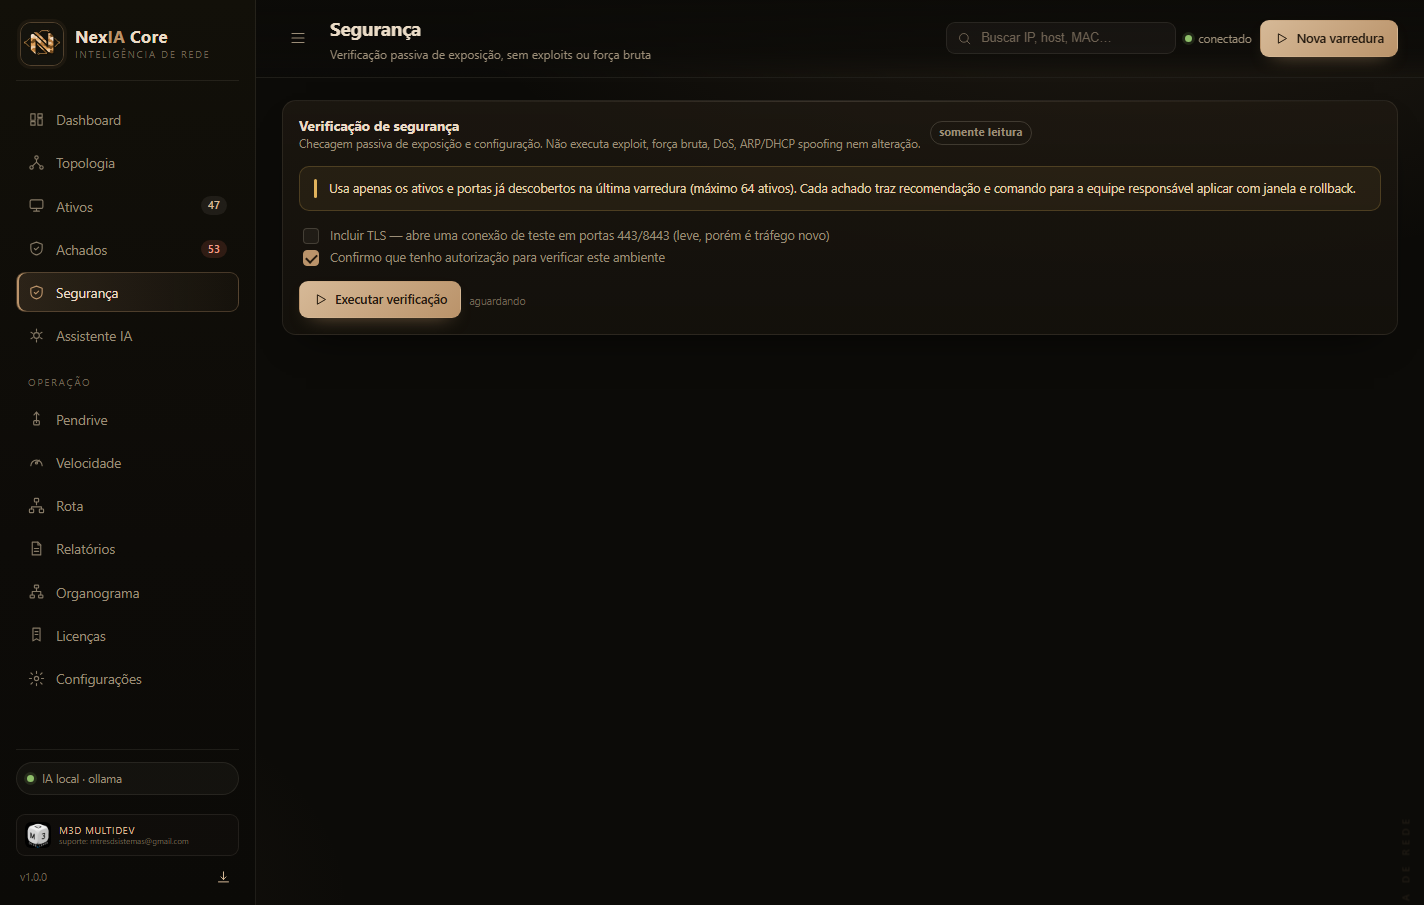 NexIA Core
INTELIGÊNCIA DE REDE
Dashboard
Topologia
Ativos 47
Achados 53
Segurança
Assistente IA
OPERAÇÃO
Pendrive
Velocidade
Rota
Relatórios
Organograma
Licenças
Configurações
IA local · ollama
M3D MULTIDEV
suporte: mtresdsistemas@gmail.com
v1.0.0
Segurança
Verificação passiva de exposição, sem exploits ou força bruta
Buscar IP, host, MAC...
conectado
Nova varredura
Verificação de segurança
Checagem passiva de exposição e configuração. Não executa exploit, força bruta, DoS, ARP/DHCP spoofing nem alteração.
somente leitura
Usa apenas os ativos e portas já descobertos na última varredura (máximo 64 ativos). Cada achado traz recomendação e comando para a equipe responsável aplicar com janela e rollback.
Incluir TLS — abre uma conexão de teste em portas 443/8443 (leve, porém é tráfego novo)
Confirmo que tenho autorização para verificar este ambiente
Executar verificação
aguardando
A DE REDE